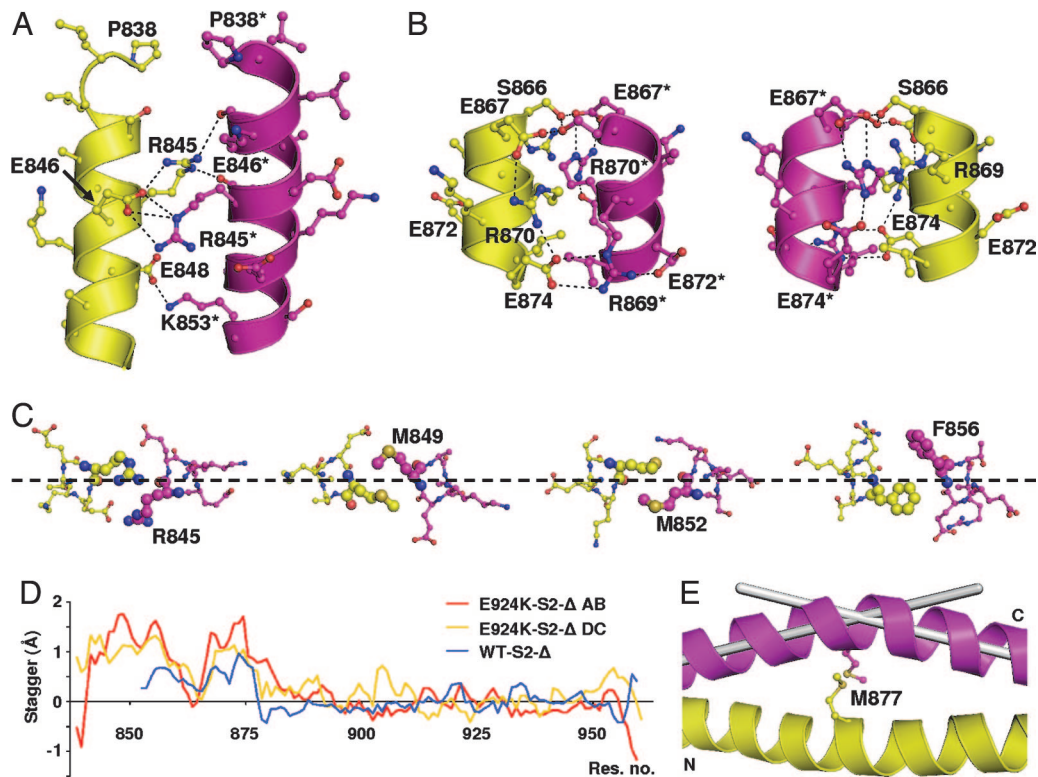 A
P838
P838*
R845
E846
E846*
R845*
E848
K853*
B
S866
E867
E867*
R870*
E872
R870
E872*
E874
R869*
S866
E867*
R869
E874
E872
E874*
C
R845
M849
M852
F856
D
Stagger (Å)
2
1
0
-1
850
875
900
925
950
Res. no.
E924K-S2-Δ AB
E924K-S2-Δ DC
WT-S2-Δ
E
C
M877
N